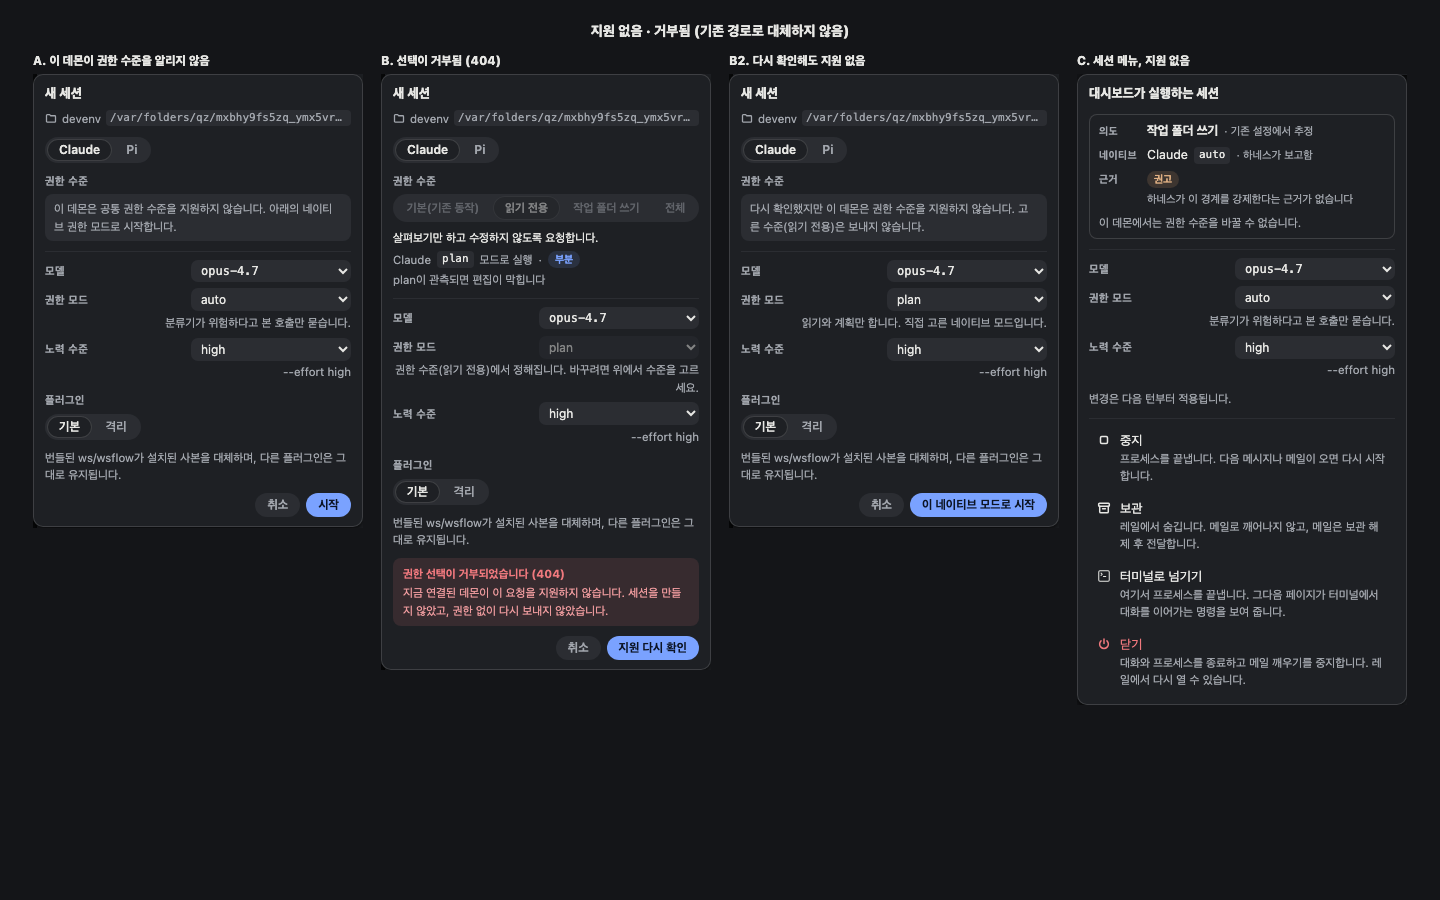 지원 없음 · 거부됨 (기존 경로로 대체하지 않음)
A. 이 데몬이 권한 수준을 알리지 않음
새 세션
devenv /var/folders/qz/mxbhy9fs5zq_ymx5vr…
Claude Pi
권한 수준
이 데몬은 공통 권한 수준을 지원하지 않습니다. 아래의 네이티
브 권한 모드로 시작합니다.
모델 opus-4.7
권한 모드 auto
분류기가 위험하다고 본 호출만 묻습니다.
노력 수준 high
--effort high
플러그인
기본 격리
번들된 ws/wsflow가 설치된 사본을 대체하며, 다른 플러그인은 그
대로 유지됩니다.
취소 시작
B. 선택이 거부됨 (404)
새 세션
devenv /var/folders/qz/mxbhy9fs5zq_ymx5vr…
Claude Pi
권한 수준
기본(기존 동작) 읽기 전용 작업 폴더 쓰기 전체
살펴보기만 하고 수정하지 않도록 요청합니다.
Claude plan 모드로 실행 · 부분
plan이 관측되면 편집이 막힙니다
모델 opus-4.7
권한 모드 plan
권한 수준(읽기 전용)에서 정해집니다. 바꾸려면 위에서 수준을 고르
세요.
노력 수준 high
--effort high
플러그인
기본 격리
번들된 ws/wsflow가 설치된 사본을 대체하며, 다른 플러그인은 그
대로 유지됩니다.
권한 선택이 거부되었습니다 (404)
지금 연결된 데몬이 이 요청을 지원하지 않습니다. 세션을 만들
지 않았고, 권한 없이 다시 보내지 않았습니다.
취소 지원 다시 확인
B2. 다시 확인해도 지원 없음
새 세션
devenv /var/folders/qz/mxbhy9fs5zq_ymx5vr…
Claude Pi
권한 수준
다시 확인했지만 이 데몬은 권한 수준을 지원하지 않습니다. 고
른 수준(읽기 전용)은 보내지 않습니다.
모델 opus-4.7
권한 모드 plan
읽기와 계획만 합니다. 직접 고른 네이티브 모드입니다.
노력 수준 high
--effort high
플러그인
기본 격리
번들된 ws/wsflow가 설치된 사본을 대체하며, 다른 플러그인은 그
대로 유지됩니다.
취소 이 네이티브 모드로 시작
C. 세션 메뉴, 지원 없음
대시보드가 실행하는 세션
의도 작업 폴더 쓰기 · 기존 설정에서 추정
네이티브 Claude auto · 하네스가 보고함
근거 권고
하네스가 이 경계를 강제한다는 근거가 없습니다
이 데몬에서는 권한 수준을 바꿀 수 없습니다.
모델 opus-4.7
권한 모드 auto
분류기가 위험하다고 본 호출만 묻습니다.
노력 수준 high
--effort high
변경은 다음 턴부터 적용됩니다.
중지
프로세스를 끝냅니다. 다음 메시지나 메일이 오면 다시 시작
합니다.
보관
레일에서 숨깁니다. 메일로 깨어나지 않고, 메일은 보관 해
제 후 전달합니다.
터미널로 넘기기
여기서 프로세스를 끝냅니다. 그다음 페이지가 터미널에서
대화를 이어가는 명령을 보여 줍니다.
닫기
대화와 프로세스를 종료하고 메일 깨우기를 중지합니다. 레
일에서 다시 열 수 있습니다.